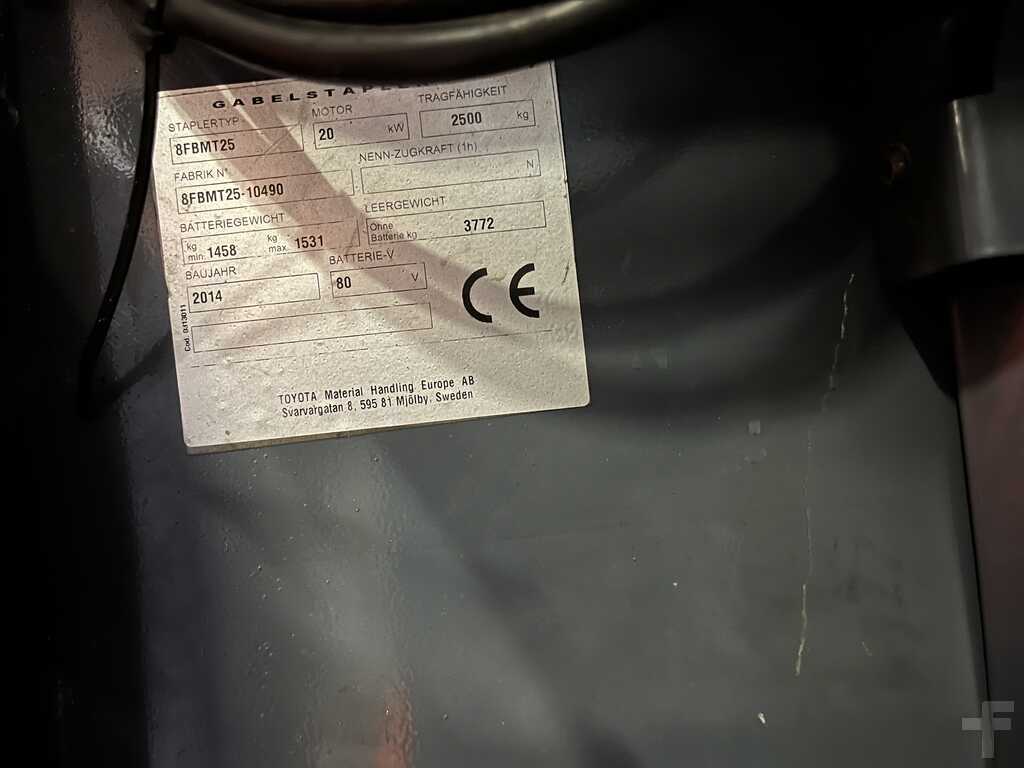 STAPLERTYP MOTOR TRAGFÄHIGKEIT
8FBMT25 20 kW 2500 kg
FABRIK N° NENN-ZUGKRAFT (1h)
8FBMT25-10490 N
BATTERIEGEWICHT LEERGEWICHT
kg min. 1458 kg max. 1531 Ohne Batterie kg 3772
BAUJAHR BATTERIE-V
2014 80 V
CE
TOYOTA Material Handling Europe AB
Svarvargatan 8, 595 81 Mjölby, Sweden